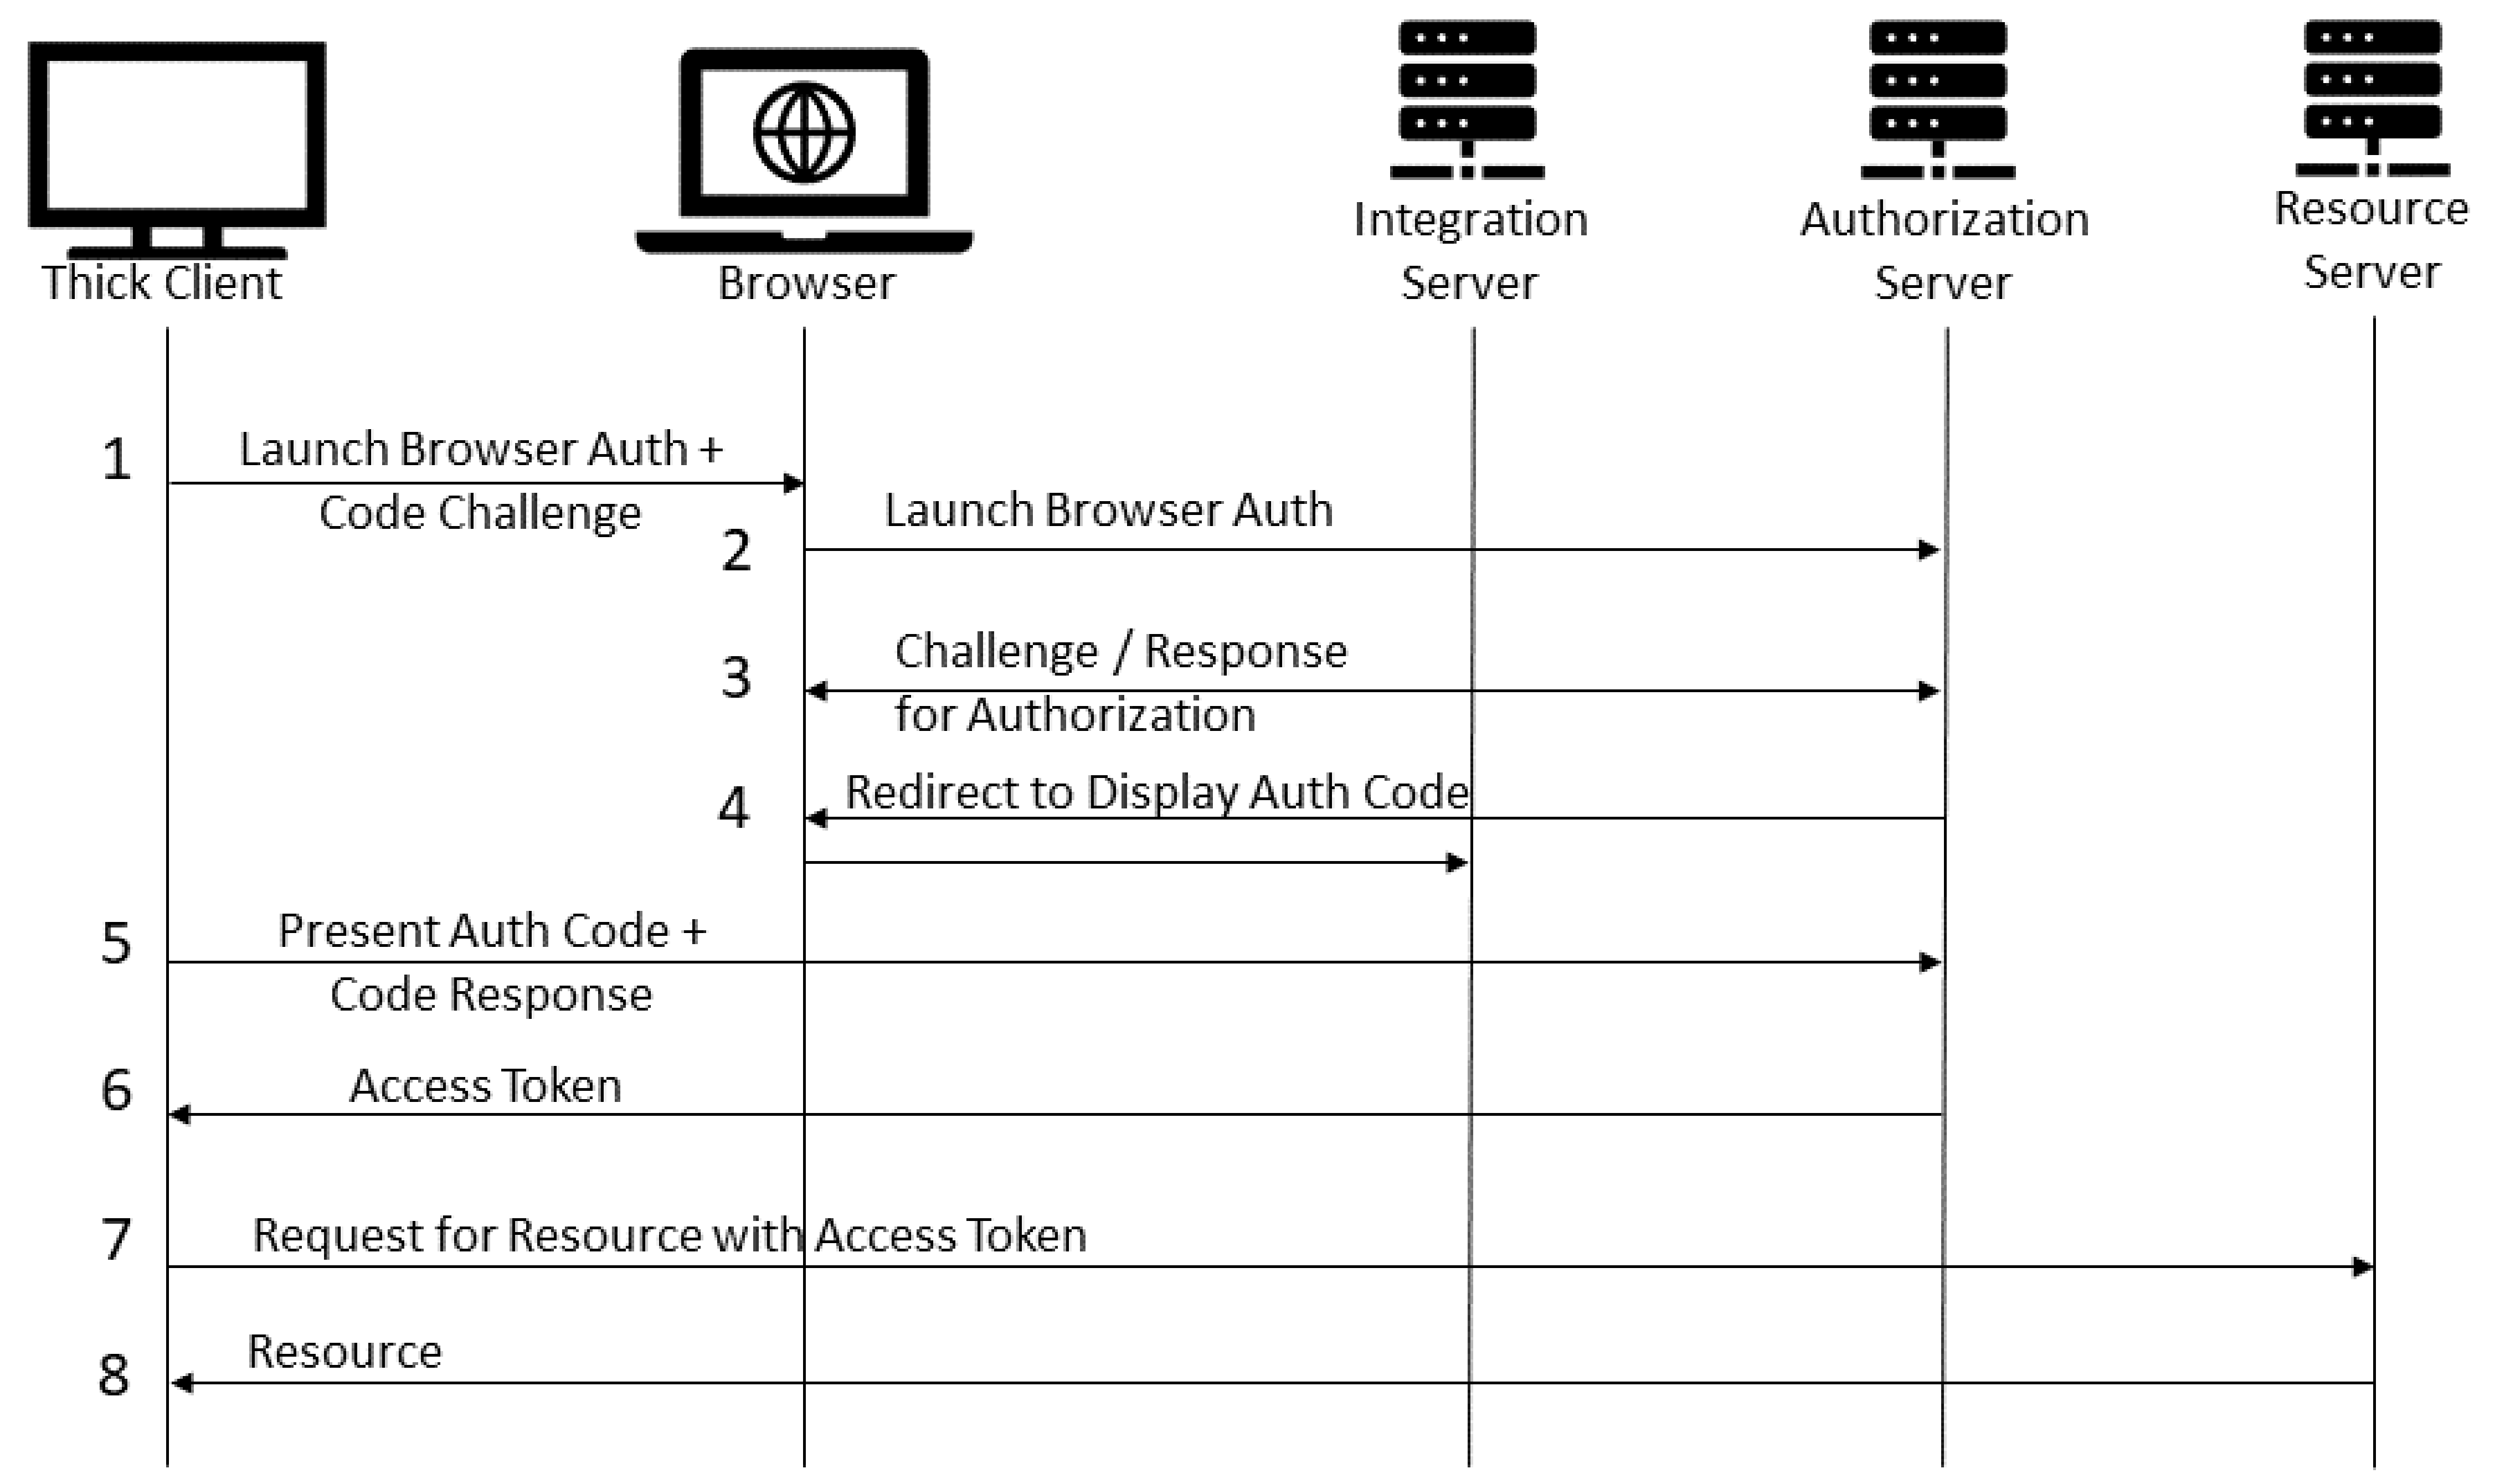 Thick Client
Browser
Integration
Server
Authorization
Server
Resource
Server
1
Launch Browser Auth +
Code Challenge
2
Launch Browser Auth
3
Challenge / Response
for Authorization
4
Redirect to Display Auth Code
5
Present Auth Code +
Code Response
6
Access Token
7
Request for Resource with Access Token
8
Resource